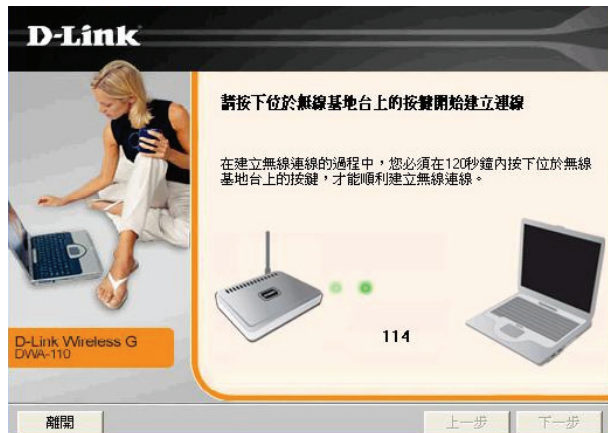 D-Link
請按下位於無線基地台上的按鍵開始建立連線
在建立無線連線的過程中，您必須在120秒鐘內按下位於無線
基地台上的按鍵，才能順利建立無線連線。
114
D-Link Wireless G
DWA-110
離開
上一步
下一步